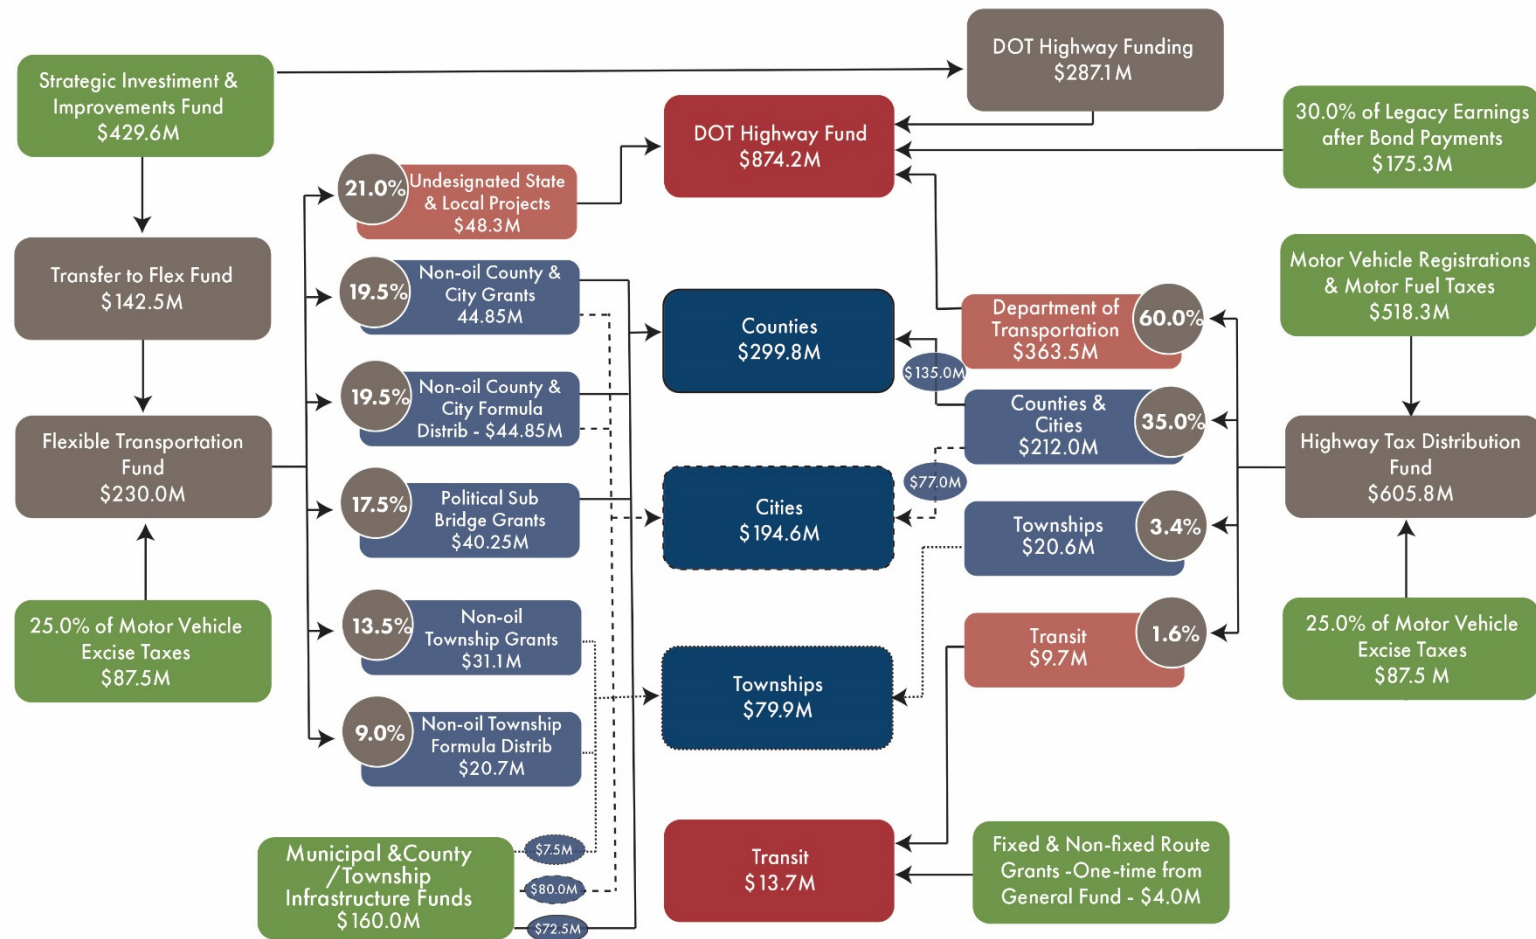 Strategic Investiment &
Improvements Fund
$429.6M
Transfer to Flex Fund
$142.5M
Flexible Transportation
Fund
$230.0M
25.0% of Motor Vehicle
Excise Taxes
$87.5M
21.0%
Undesignated State
& Local Projects
$48.3M
19.5%
Non-oil County &
City Grants
44.85M
19.5%
Non-oil County &
City Formula
Distrib - $44.85M
17.5%
Political Sub
Bridge Grants
$40.25M
13.5%
Non-oil
Township Grants
$31.1M
9.0%
Non-oil Township
Formula Distrib
$20.7M
Municipal &County
/Township
Infrastructure Funds
$160.0M
$7.5M
$80.0M
$72.5M
DOT Highway Fund
$874.2M
Counties
$299.8M
Cities
$194.6M
Townships
$79.9M
Transit
$13.7M
DOT Highway Funding
$287.1M
Department of
Transportation
$363.5M
60.0%
$135.0M
Counties &
Cities
$212.0M
35.0%
$77.0M
Townships
$20.6M
3.4%
Transit
$9.7M
1.6%
Fixed & Non-fixed Route
Grants -One-time from
General Fund - $4.0M
30.0% of Legacy Earnings
after Bond Payments
$175.3M
Motor Vehicle Registrations
& Motor Fuel Taxes
$518.3M
Highway Tax Distribution
Fund
$605.8M
25.0% of Motor Vehicle
Excise Taxes
$87.5 M